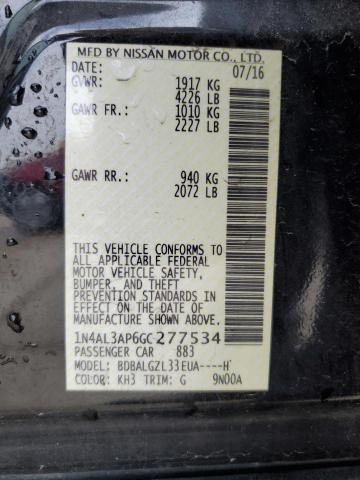 MFD BY NISSAN MOTOR CO., LTD.
DATE: 07/16
GVWR: 1917 KG
4226 LB
GAWR FR: 1010 KG
2227 LB
GAWR RR: 940 KG
2072 LB
THIS VEHICLE CONFORMS TO
ALL APPLICABLE FEDERAL
MOTOR VEHICLE SAFETY,
BUMPER, AND THEFT
PREVENTION STANDARDS
IN EFFECT ON THE DATE OF
MANUFACTURE SHOWN ABOVE.
1N4AL3AP6GC277534
PASSENGER CAR 883
MODEL: BDBALGZL33EUA----H
COLOR: KH3 TRIM: G 9N00A